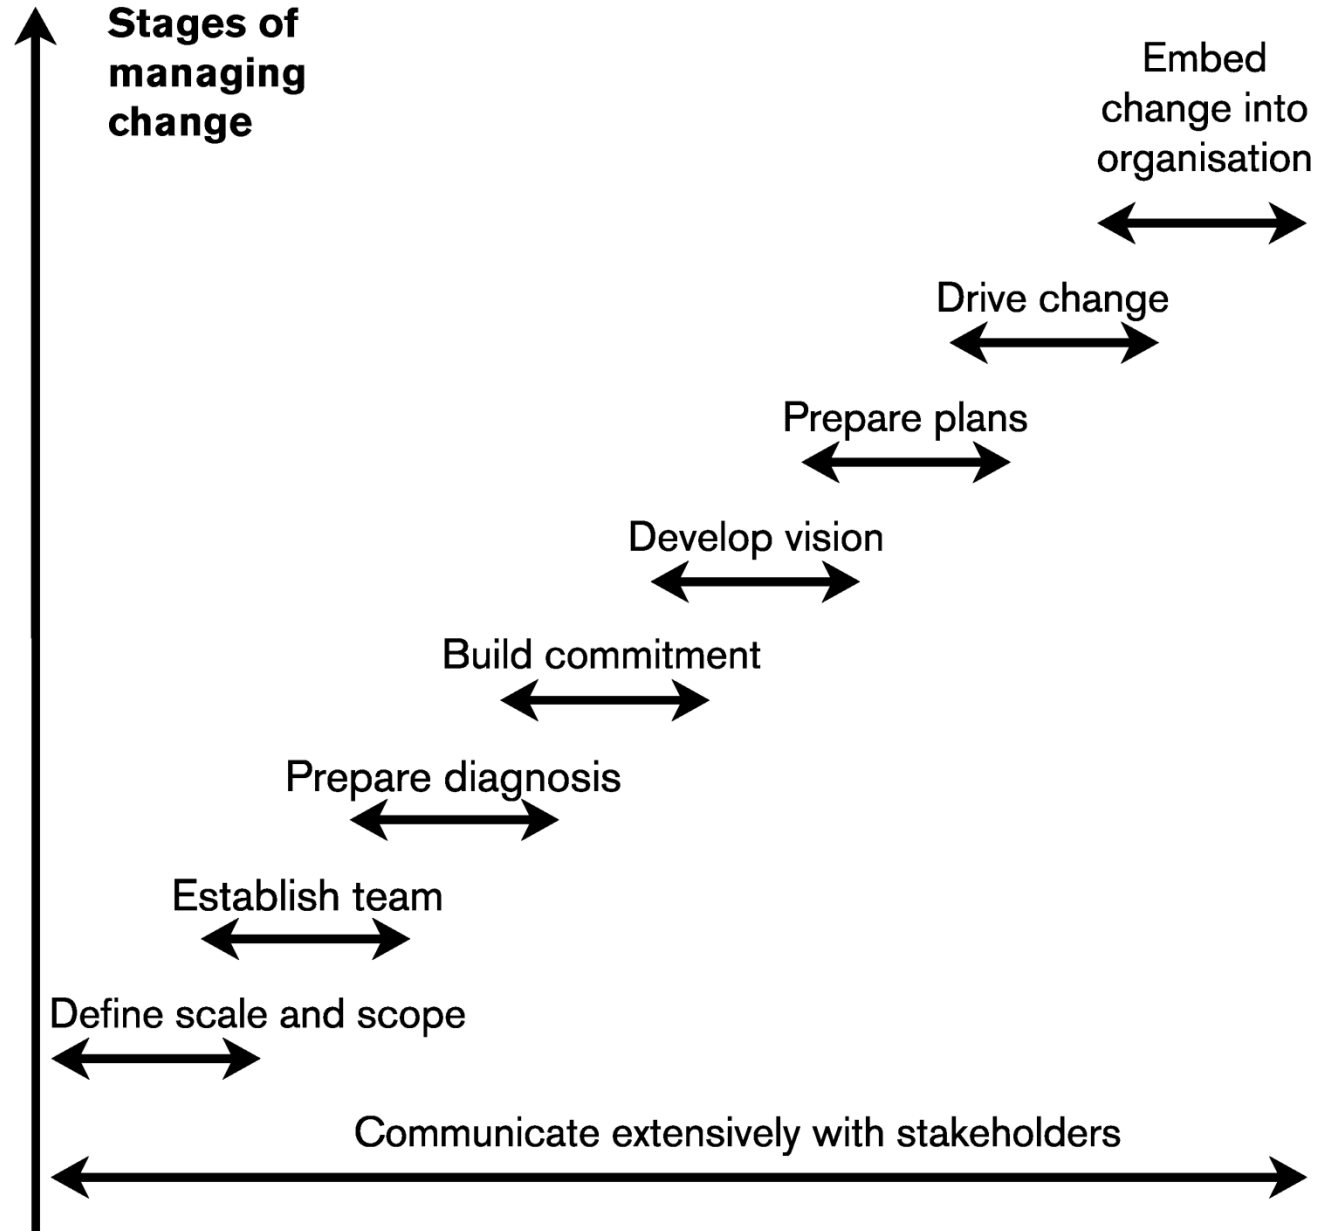 Stages of
managing
change
Embed
change into
organisation
Drive change
Prepare plans
Develop vision
Build commitment
Prepare diagnosis
Establish team
Define scale and scope
Communicate extensively with stakeholders